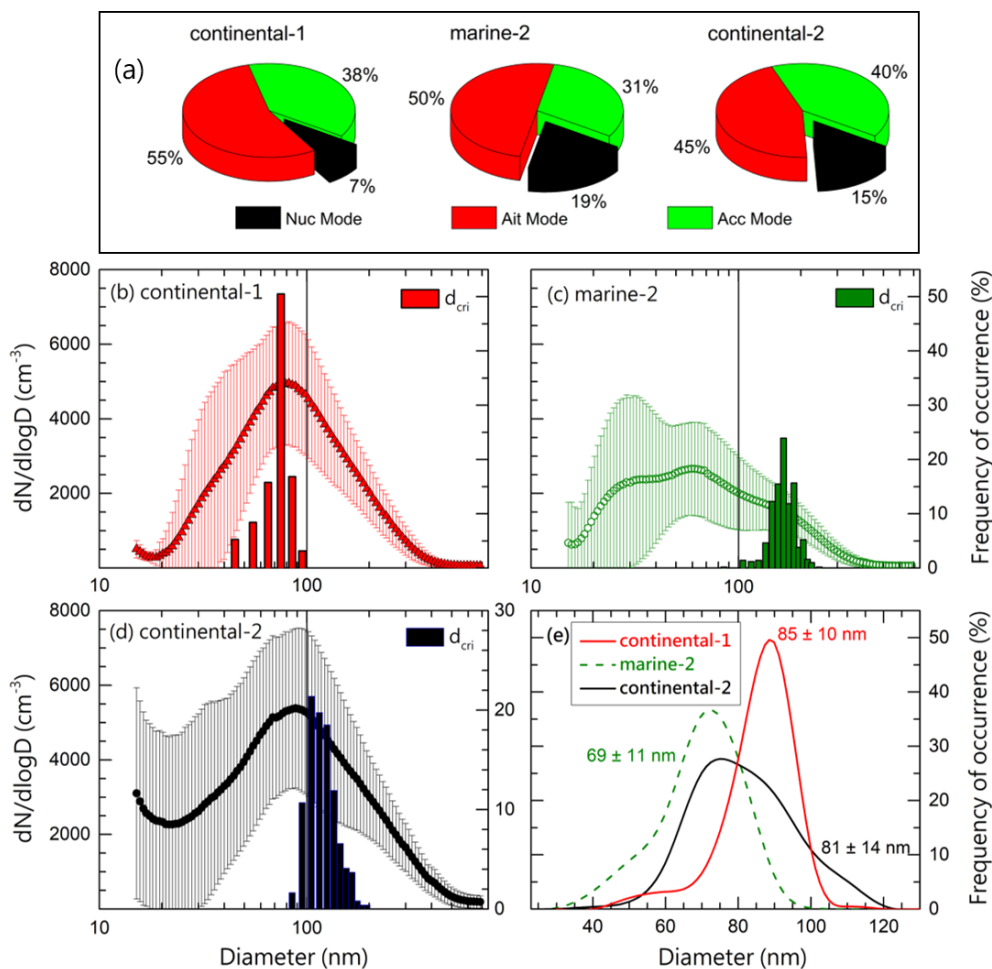 continental-1 marine-2 continental-2
(a)
38% 31% 40%
50%
55% 45%
7% 19% 15%
Nuc Mode Ait Mode Acc Mode
8000
6000
4000
2000
dN/dlogD (cm⁻³)
(b) continental-1
d_cri
10 100
(c) marine-2
d_cri
50
40
30
20
10
0
Frequency of occurrence (%)
10 100
8000
6000
4000
2000
dN/dlogD (cm⁻³)
(d) continental-2
d_cri
30
20
10
0
10 100
Diameter (nm)
(e)
continental-1
marine-2
continental-2
85 ± 10 nm
69 ± 11 nm
81 ± 14 nm
50
40
30
20
10
0
Frequency of occurrence (%)
40 60 80 100 120
Diameter (nm)